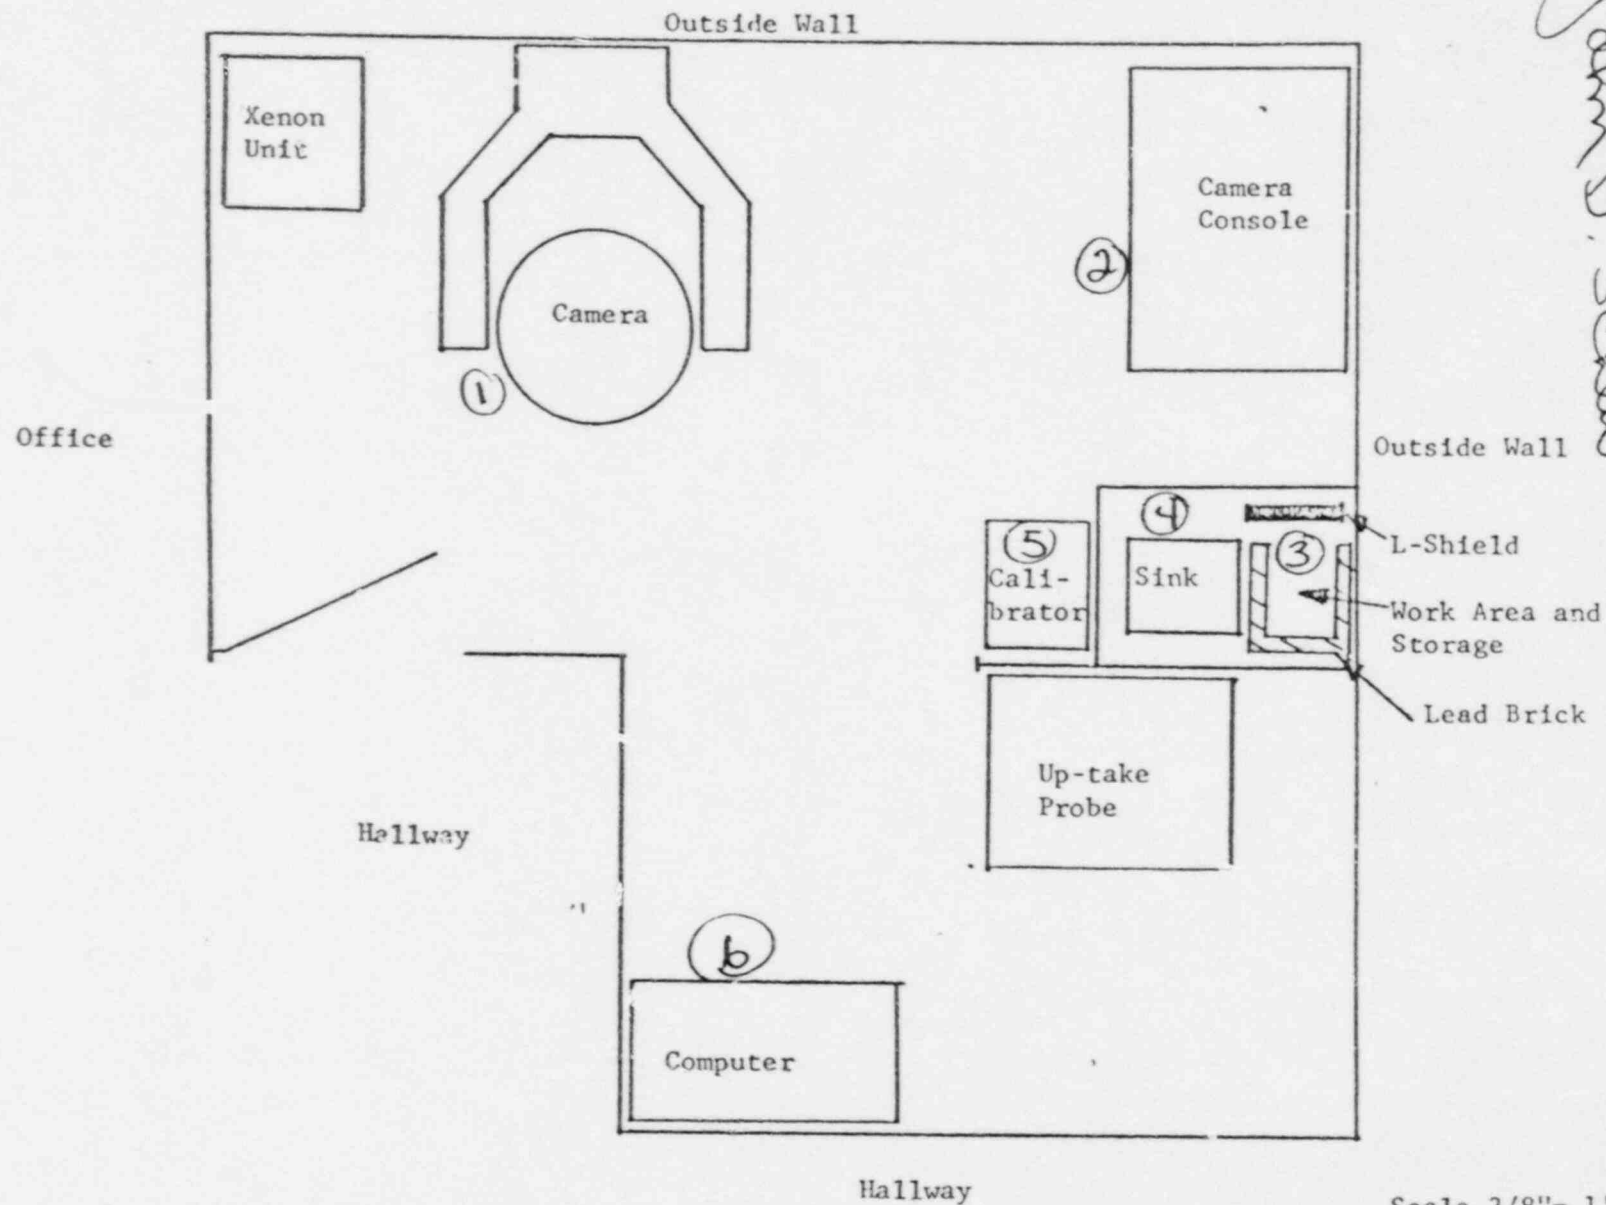 Outside Wall
Xenon
Unit
Camera
Console
2
Camera
1
Office
Outside Wall
4
L-Shield
5
3
Cali-
brator
Sink
Work Area and
Storage
Lead Brick
Up-take
Probe
Hallway
6
Computer
Hallway